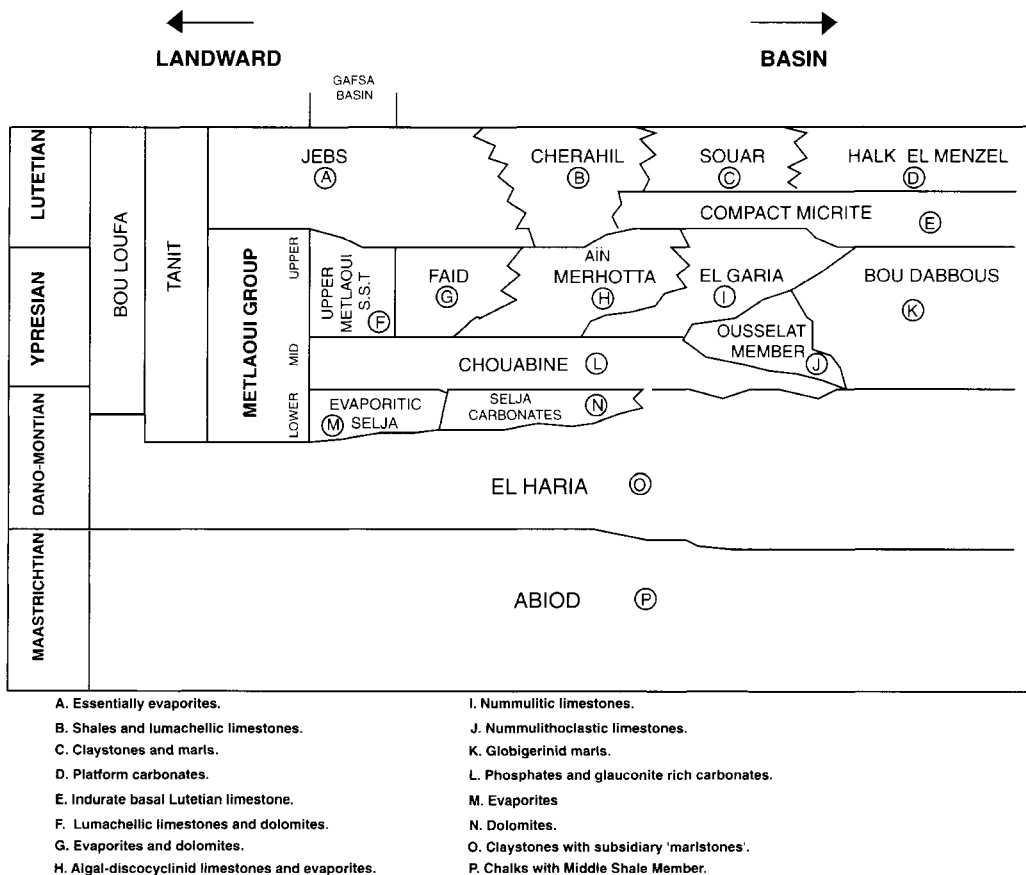 LANDWARD
BASIN
GAFSA
BASIN
LUTETIAN
YPRESIAN
DANO-MONTIAN
MAASTRICHTIAN
BOU LOUFA
TANIT
METLAOUI GROUP
UPPER
MID
LOWER
JEBS
A
CHERAHIL
B
SOUAR
C
HALK EL MENZEL
D
COMPACT MICRITE
E
UPPER
METLAOUI
S.S.T
F
FAID
G
AÏN
MERHOTTA
H
EL GARIA
I
BOU DABBOUS
K
OUSSELAT
MEMBER
J
CHOUABINE
L
EVAPORITIC
SELJA
M
SELJA
CARBONATES
N
EL HARIA
O
ABIOD
P
A. Essentially evaporites.
B. Shales and lumachellic limestones.
C. Claystones and marls.
D. Platform carbonates.
E. Indurate basal Lutetian limestone.
F. Lumachellic limestones and dolomites.
G. Evaporites and dolomites.
H. Algal-discocyclinid limestones and evaporites.
I. Nummulitic limestones.
J. Nummulithoclastic limestones.
K. Globigerinid marls.
L. Phosphates and glauconite rich carbonates.
M. Evaporites
N. Dolomites.
O. Claystones with subsidiary 'marlstones'.
P. Chalks with Middle Shale Member.